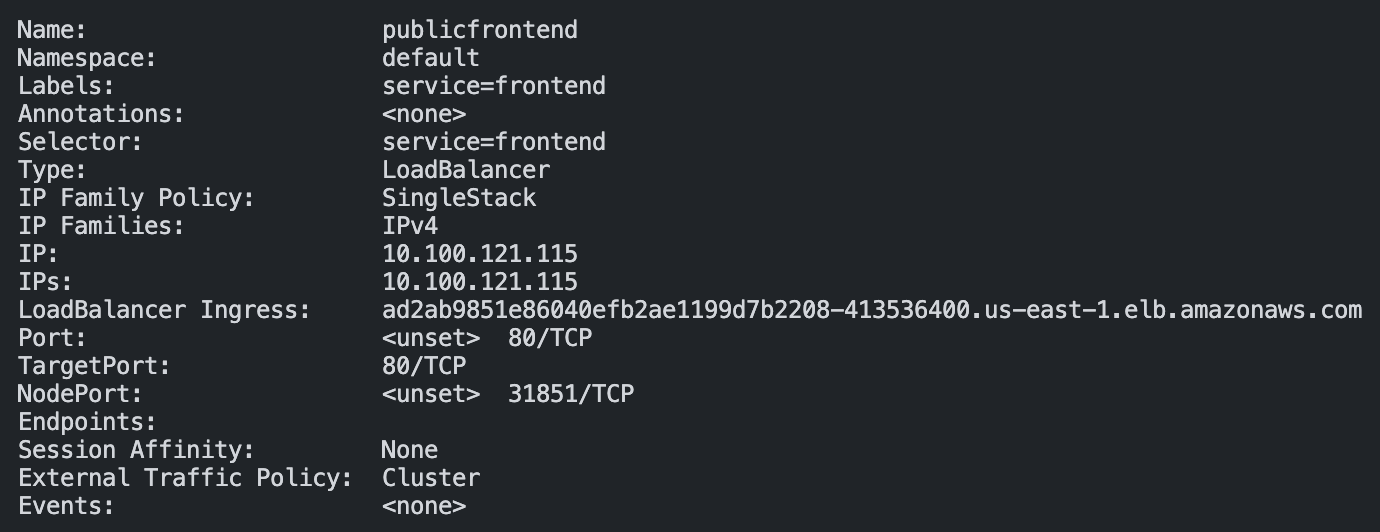 Name:                     publicfrontend
Namespace:                default
Labels:                   service=frontend
Annotations:              <none>
Selector:                 service=frontend
Type:                     LoadBalancer
IP Family Policy:         SingleStack
IP Families:              IPv4
IP:                       10.100.121.115
IPs:                      10.100.121.115
LoadBalancer Ingress:     ad2ab9851e86040efb2ae1199d7b2208-413536400.us-east-1.elb.amazonaws.com
Port:                     <unset>  80/TCP
TargetPort:               80/TCP
NodePort:                 <unset>  31851/TCP
Endpoints:
Session Affinity:         None
External Traffic Policy:  Cluster
Events:                   <none>